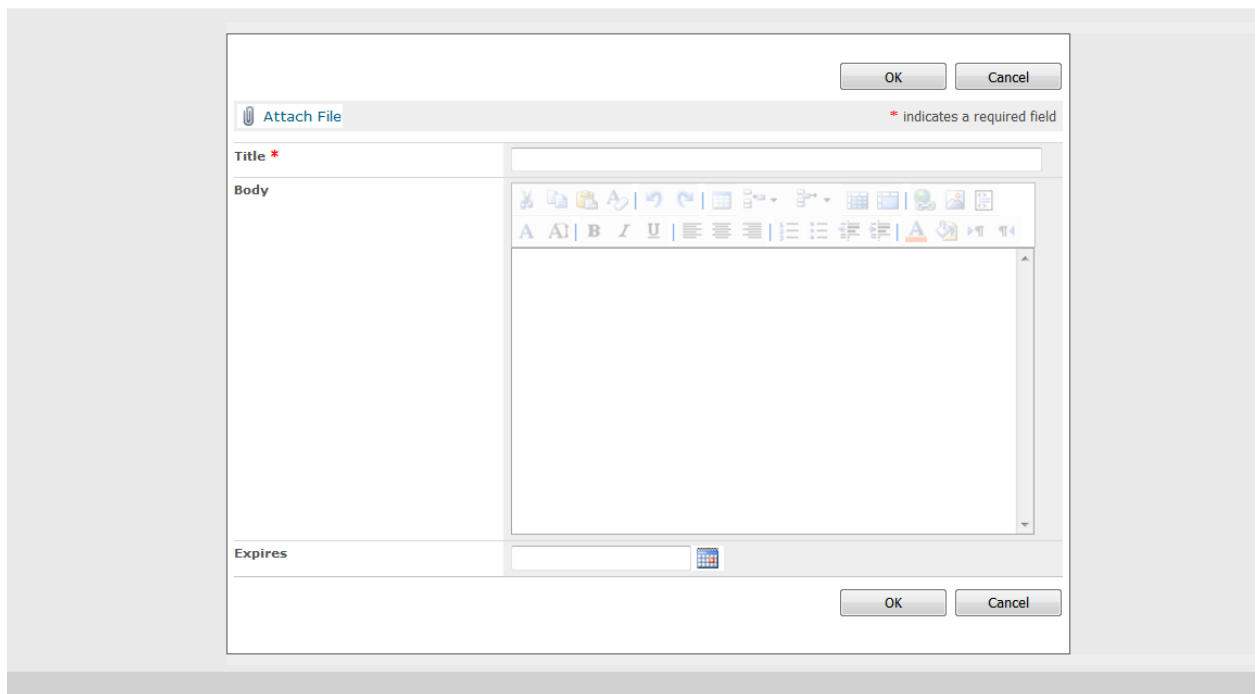 OK Cancel
Attach File * indicates a required field
Title *
Body
A A B I U A
Expires
OK Cancel